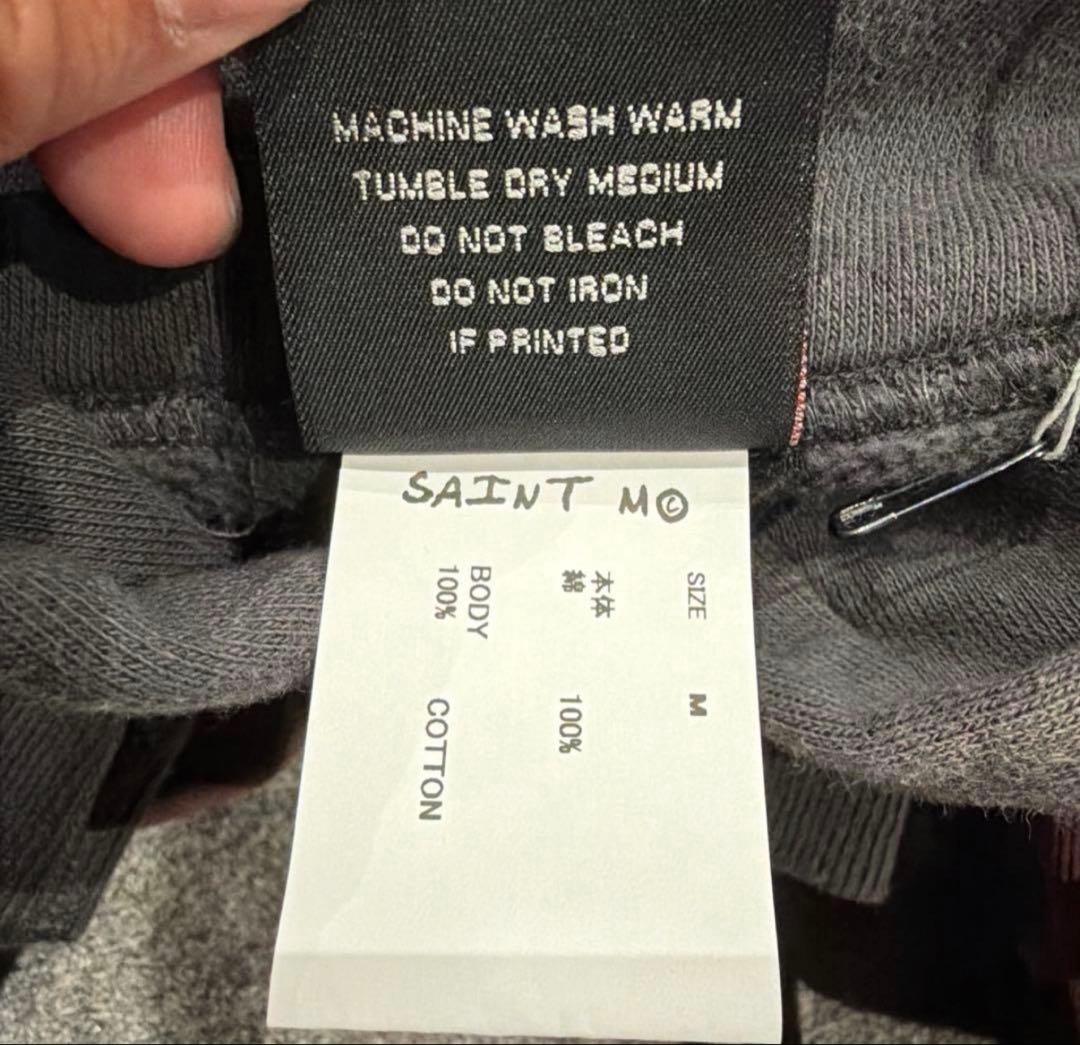 MACHINE WASH WARM
TUMBLE DRY MEDIUM
DO NOT BLEACH
DO NOT IRON
IF PRINTED
SAINT M©
SIZE M
本体
綿 100%
BODY
100% COTTON